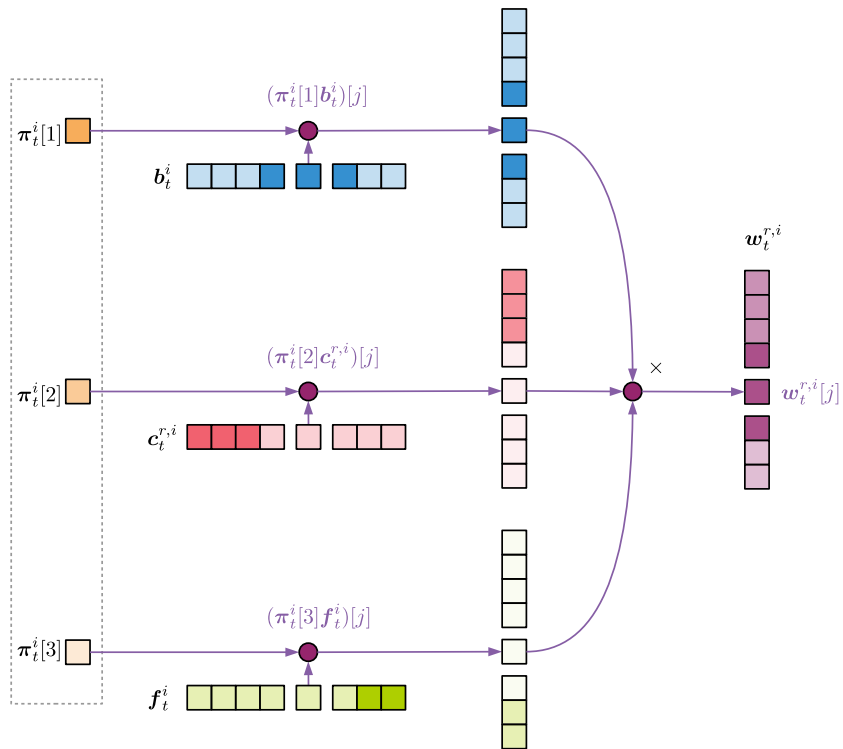 (π_t^i[1]b_t^i)[j]
π_t^i[1]
b_t^i
w_t^{r,i}
(π_t^i[2]c_t^{r,i})[j]
×
π_t^i[2]
w_t^{r,i}[j]
c_t^{r,i}
(π_t^i[3]f_t^i)[j]
π_t^i[3]
f_t^i